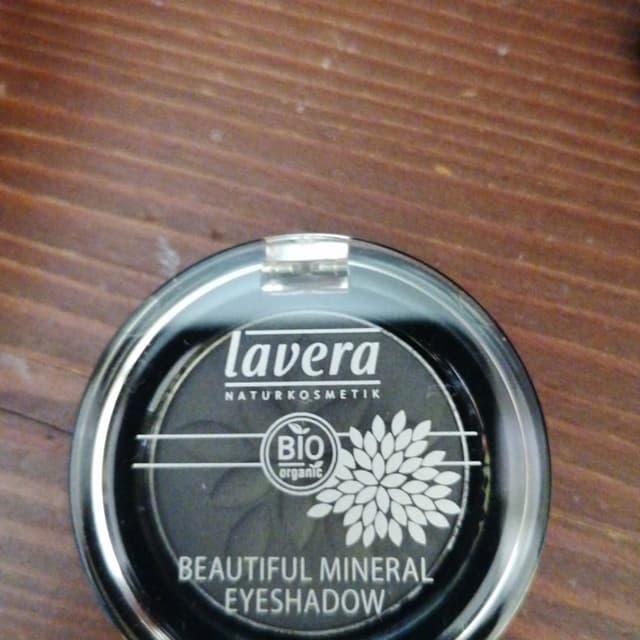 lavera
NATURKOSMETIK
BIO
organic
BEAUTIFUL MINERAL
EYESHADOW